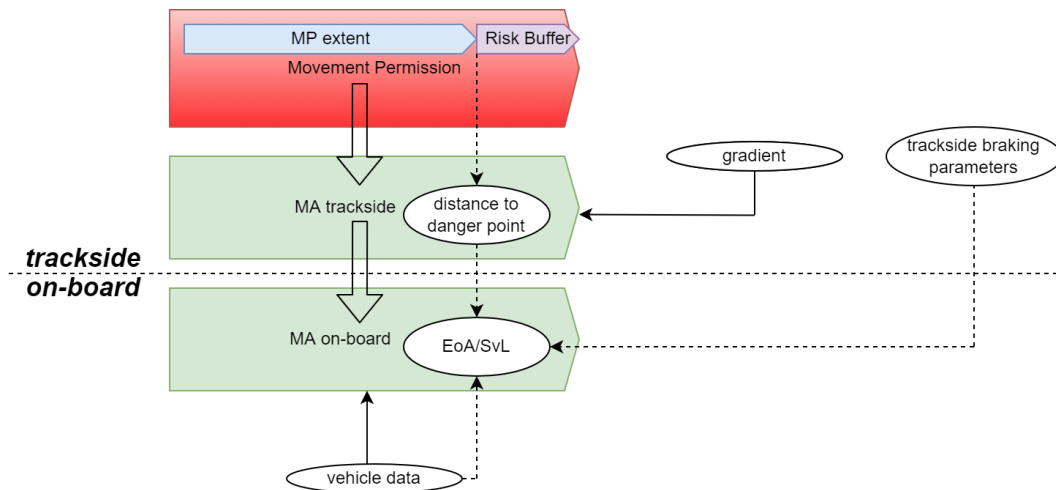 MP extent
Risk Buffer
Movement Permission
gradient
trackside braking
parameters
MA trackside
distance to
danger point
trackside
on-board
MA on-board
EoA/SvL
vehicle data